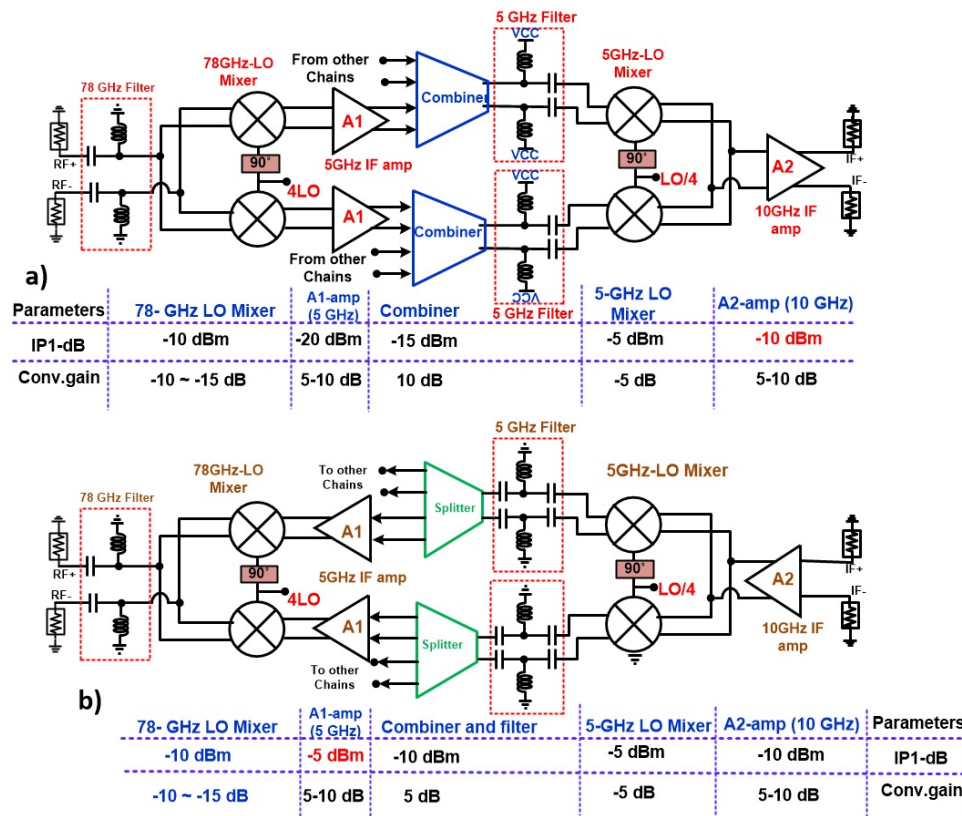 5 GHz Filter
VCC
5GHz-LO
Mixer
78GHz-LO
Mixer
From other
Chains
78 GHz Filter
Combiner
A1
RF+
90°
5GHz IF amp
VCC
90°
A2
IF+
RF-
4LO
VCC
LO/4
IF-
10GHz IF
amp
A1
Combiner
From other
Chains
VCC
5 GHz Filter
a)
Parameters
78- GHz LO Mixer
A1-amp
(5 GHz)
Combiner
5-GHz LO
Mixer
A2-amp (10 GHz)
IP1-dB
-10 dBm
-20 dBm
-15 dBm
-5 dBm
-10 dBm
Conv.gain
-10 ~ -15 dB
5-10 dB
10 dB
-5 dB
5-10 dB
5 GHz Filter
78GHz-LO
Mixer
To other
Chains
5GHz-LO Mixer
78 GHz Filter
A1
Splitter
RF+
90°
5GHz IF amp
90°
A2
IF+
RF-
4LO
LO/4
IF-
A1
Splitter
10GHz IF
amp
To other
Chains
b)
78- GHz LO Mixer
A1-amp
(5 GHz)
Combiner and filter
5-GHz LO Mixer
A2-amp (10 GHz)
Parameters
-10 dBm
-5 dBm
-10 dBm
-5 dBm
-10 dBm
IP1-dB
-10 ~ -15 dB
5-10 dB
5 dB
-5 dB
5-10 dB
Conv.gain